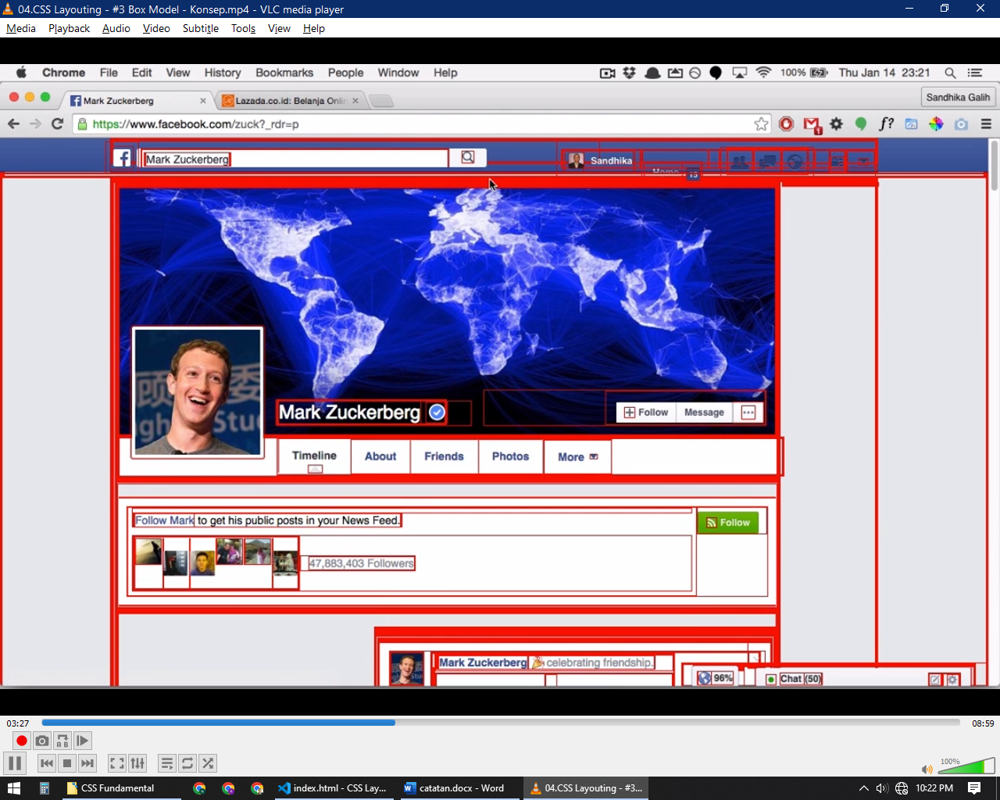 04.CSS Layouting - #3 Box Model - Konsep.mp4 - VLC media player
Media Playback Audio Video Subtitle Tools View Help
Chrome File Edit View History Bookmarks People Window Help 100% Thu Jan 14 23:21
Mark Zuckerberg Lazada.co.id: Belanja Onlin Sandhika Galih
https://www.facebook.com/zuck?_rdr=p f? 1
f Mark Zuckerberg Sandhika
Home 15
Mark Zuckerberg Follow Message
Timeline About Friends Photos More
Follow Mark to get his public posts in your News Feed. Follow
47,883,403 Followers
Mark Zuckerberg celebrating friendship.
96% Chat (50)
03:27 08:59
A B
100%
CSS Fundamental index.html - CSS Lay... catatan.docx - Word 04.CSS Layouting - #3... 10:22 PM